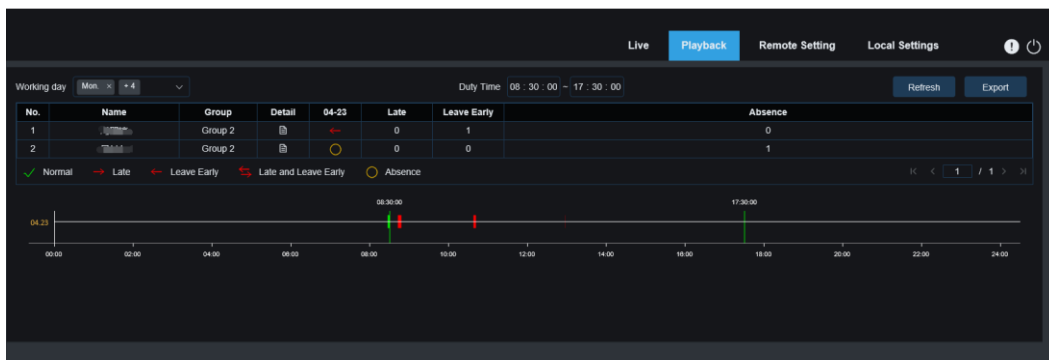 Live Playback Remote Setting Local Settings
Working day Mon. × + 4 Duty Time 08 : 30 : 00 – 17 : 30 : 00 Refresh Export
No. Name Group Detail 04-23 Late Leave Early Absence
1 Group 2 0 1 0
2 Group 2 0 0 1
Normal Late Leave Early Late and Leave Early Absence 1 / 1
08:30:00 17:30:00
04.23
00:00 02:00 04:00 06:00 08:00 10:00 12:00 14:00 16:00 18:00 20:00 22:00 24:00